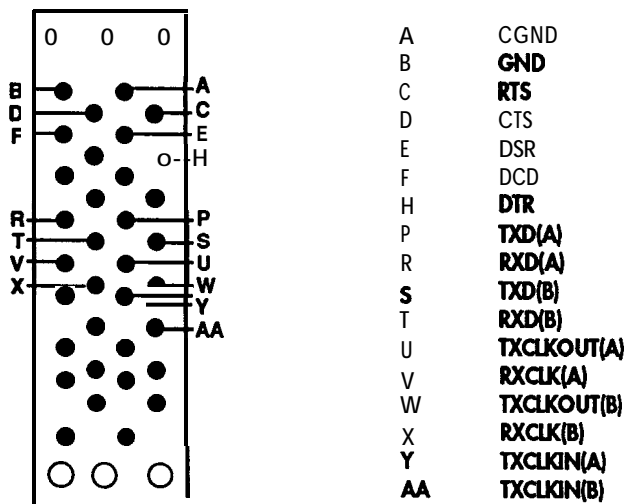 0 0 0
B A
D C
F E
o--H
R P
T S
V U
X W
Y
AA
A CGND
B GND
C RTS
D CTS
E DSR
F DCD
H DTR
P TXD(A)
R RXD(A)
S TXD(B)
T RXD(B)
U TXCLKOUT(A)
V RXCLK(A)
W TXCLKOUT(B)
X RXCLK(B)
Y TXCLKIN(A)
AA TXCLKIN(B)